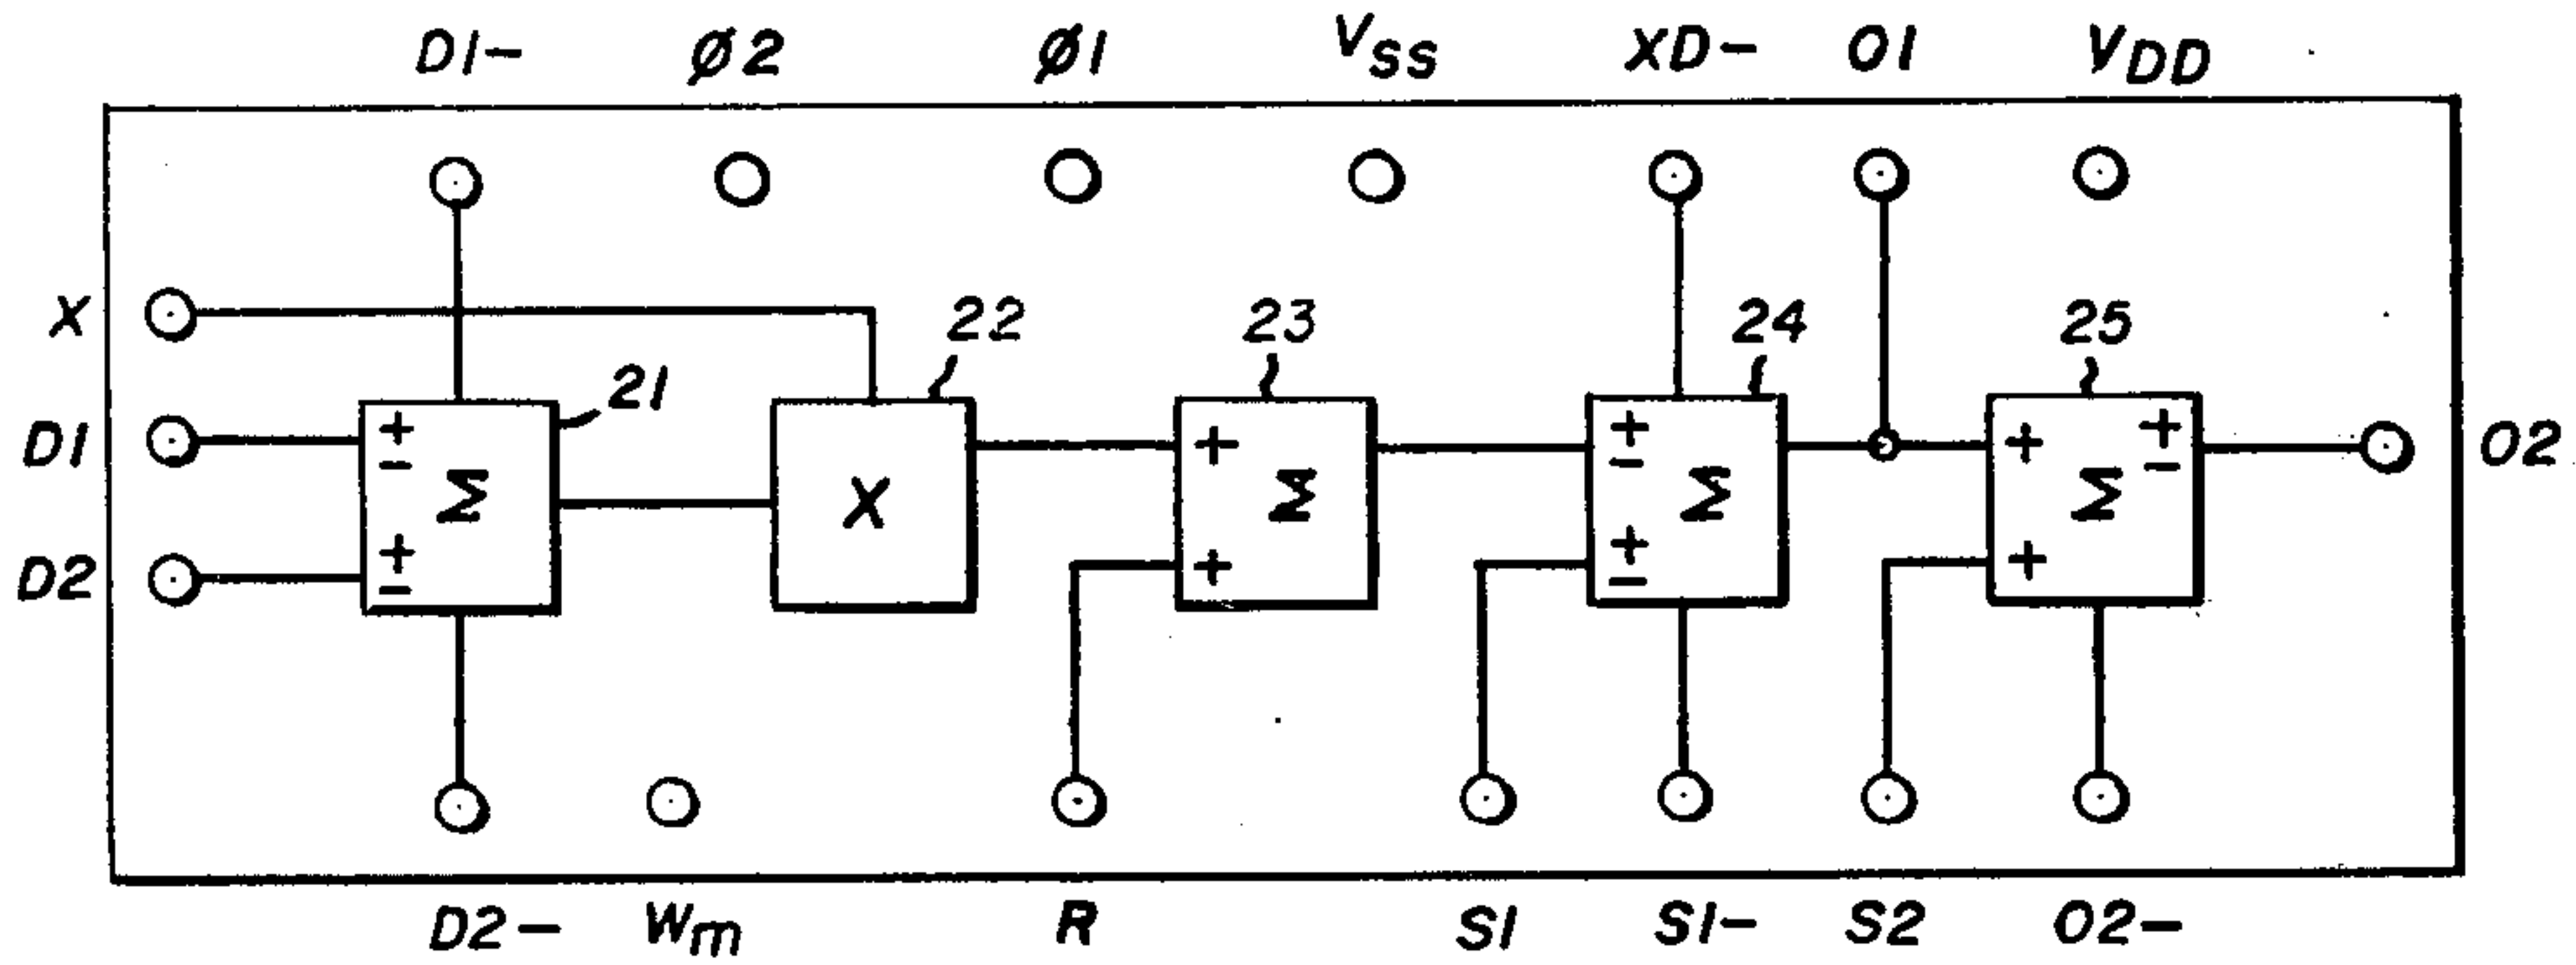 D1- Ø2 Ø1 VSS XD- O1 VDD
X 22 23 24 25
21
D1 + - + + - + + - O2
Σ X Σ Σ Σ
D2 + - + + - +
D2- Wm R S1 S1- S2 O2-